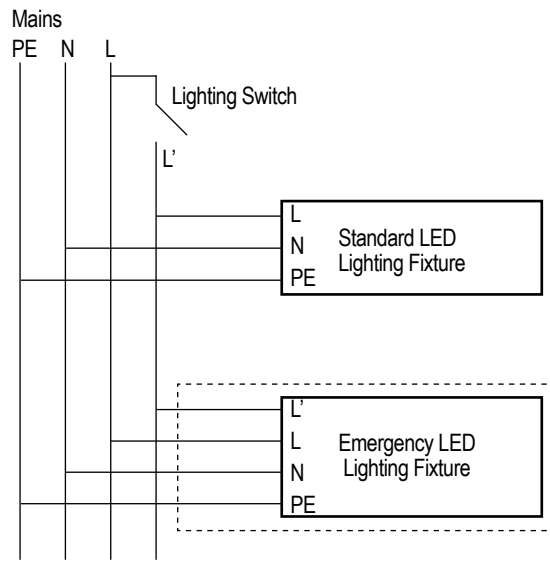 Mains
PE N L
Lighting Switch
L’
L
N
PE
Standard LED
Lighting Fixture
L’
L
N
PE
Emergency LED
Lighting Fixture